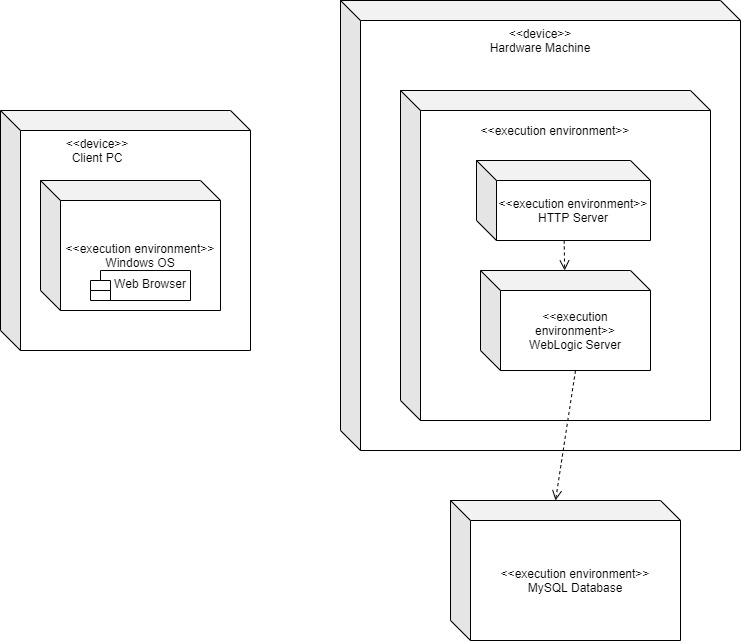 <<device>>
Hardware Machine
<<execution environment>>
<<device>>
Client PC
<<execution environment>>
HTTP Server
<<execution environment>>
Windows OS
Web Browser
<<execution
environment>>
WebLogic Server
<<execution environment>>
MySQL Database